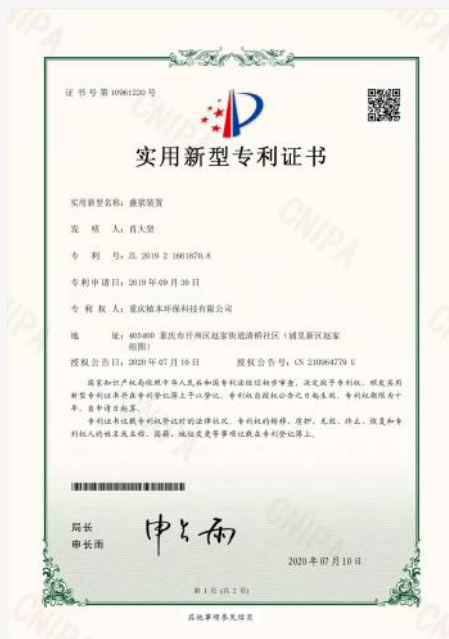 证书号第10961220号
实用新型专利证书
实用新型名称：盛装装置
发 明 人：肖大贤
专 利 号：ZL 2019 2 1661870.8
专利申请日：2019年09月30日
专 利 权 人：重庆植本环保科技有限公司
地 址：405400 重庆市开州区赵家街道清桥社区（浦里新区赵家
组团）
授权公告日：2020年07月10日 授权公告号：CN 210964779 U
国家知识产权局依照中华人民共和国专利法经过初步审查，决定授予专利权，颁发实用
新型专利证书并在专利登记簿上予以登记。专利权自授权公告之日起生效。专利权期限为十
年，自申请日起算。
专利证书记载专利权登记时的法律状况。专利权的转移、质押、无效、终止、恢复和专
利权人的姓名或名称、国籍、地址变更等事项记载在专利登记簿上。
局长
申长雨
申长雨
2020年07月10日
第 1 页 (共 2 页)
其他事项参见续页
CNIPA